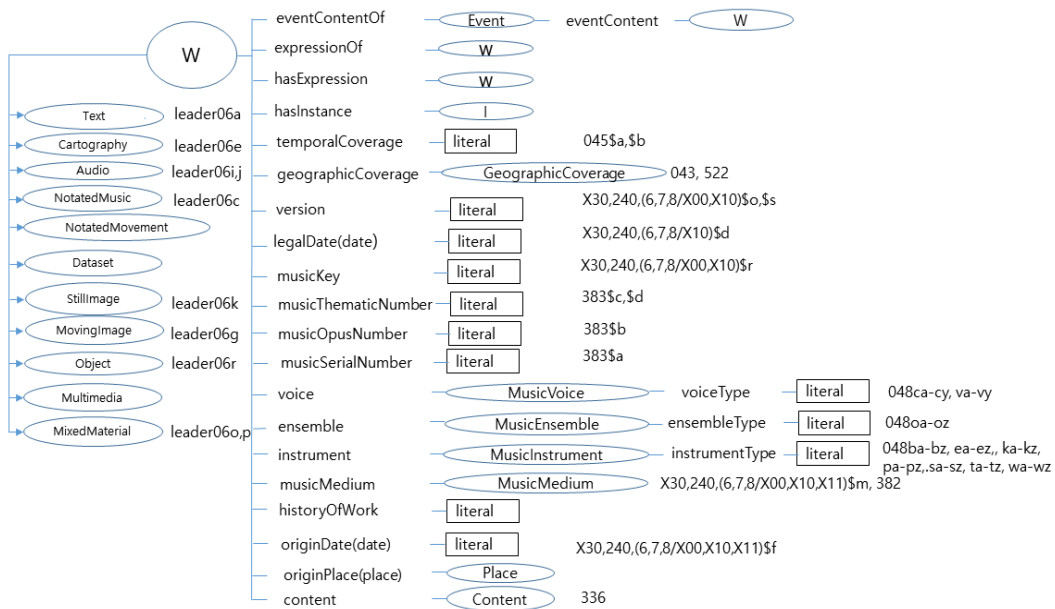 W
Text leader06a
Cartography leader06e
Audio leader06i,j
NotatedMusic leader06c
NotatedMovement
Dataset
StillImage leader06k
MovingImage leader06g
Object leader06r
Multimedia
MixedMaterial leader06o,p
eventContentOf Event eventContent W
expressionOf W
hasExpression W
hasInstance I
temporalCoverage literal 045$a,$b
geographicCoverage GeographicCoverage 043, 522
version literal X30,240,(6,7,8/X00,X10)$o,$s
legalDate(date) literal X30,240,(6,7,8/X10)$d
musicKey literal X30,240,(6,7,8/X00,X10)$r
musicThematicNumber literal 383$c,$d
musicOpusNumber literal 383$b
musicSerialNumber literal 383$a
voice MusicVoice voiceType literal 048ca-cy, va-vy
ensemble MusicEnsemble ensembleType literal 048oa-oz
instrument MusicInstrument instrumentType literal 048ba-bz, ea-ez,, ka-kz,
pa-pz,.sa-sz, ta-tz, wa-wz
musicMedium MusicMedium X30,240,(6,7,8/X00,X10,X11)$m, 382
historyOfWork literal
originDate(date) literal X30,240,(6,7,8/X00,X10,X11)$f
originPlace(place) Place
content Content 336